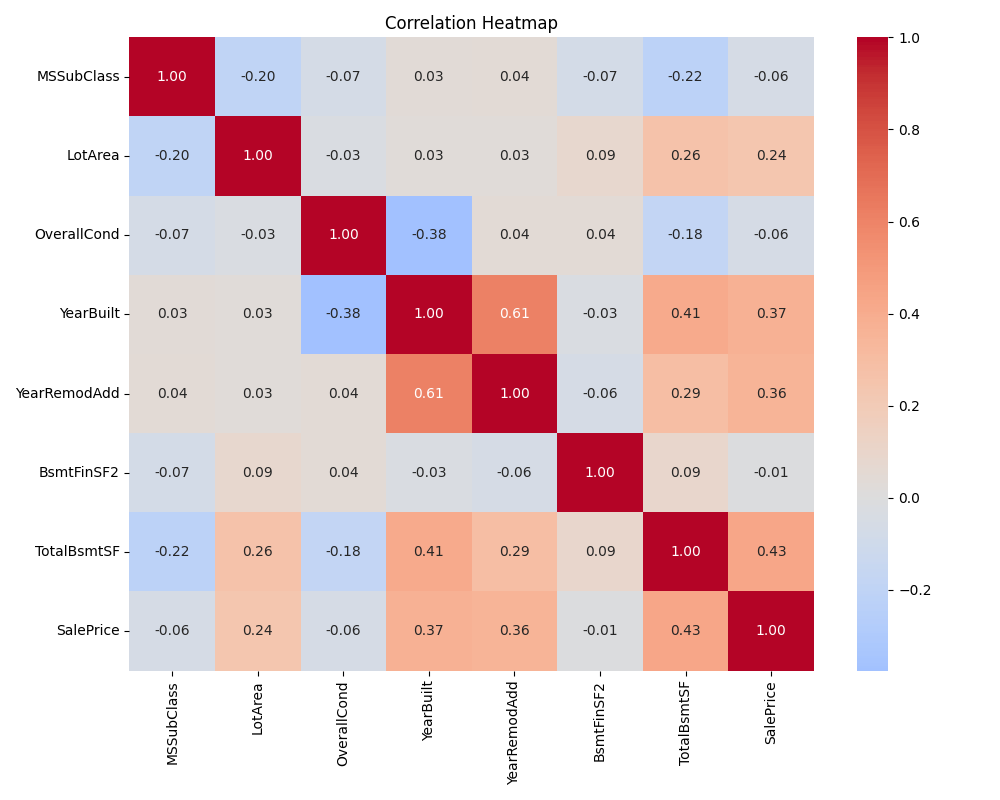 Correlation Heatmap
MSSubClass 1.00 -0.20 -0.07 0.03 0.04 -0.07 -0.22 -0.06
LotArea -0.20 1.00 -0.03 0.03 0.03 0.09 0.26 0.24
OverallCond -0.07 -0.03 1.00 -0.38 0.04 0.04 -0.18 -0.06
YearBuilt 0.03 0.03 -0.38 1.00 0.61 -0.03 0.41 0.37
YearRemodAdd 0.04 0.03 0.04 0.61 1.00 -0.06 0.29 0.36
BsmtFinSF2 -0.07 0.09 0.04 -0.03 -0.06 1.00 0.09 -0.01
TotalBsmtSF -0.22 0.26 -0.18 0.41 0.29 0.09 1.00 0.43
SalePrice -0.06 0.24 -0.06 0.37 0.36 -0.01 0.43 1.00
MSSubClass
LotArea
OverallCond
YearBuilt
YearRemodAdd
BsmtFinSF2
TotalBsmtSF
SalePrice
1.0
0.8
0.6
0.4
0.2
0.0
−0.2